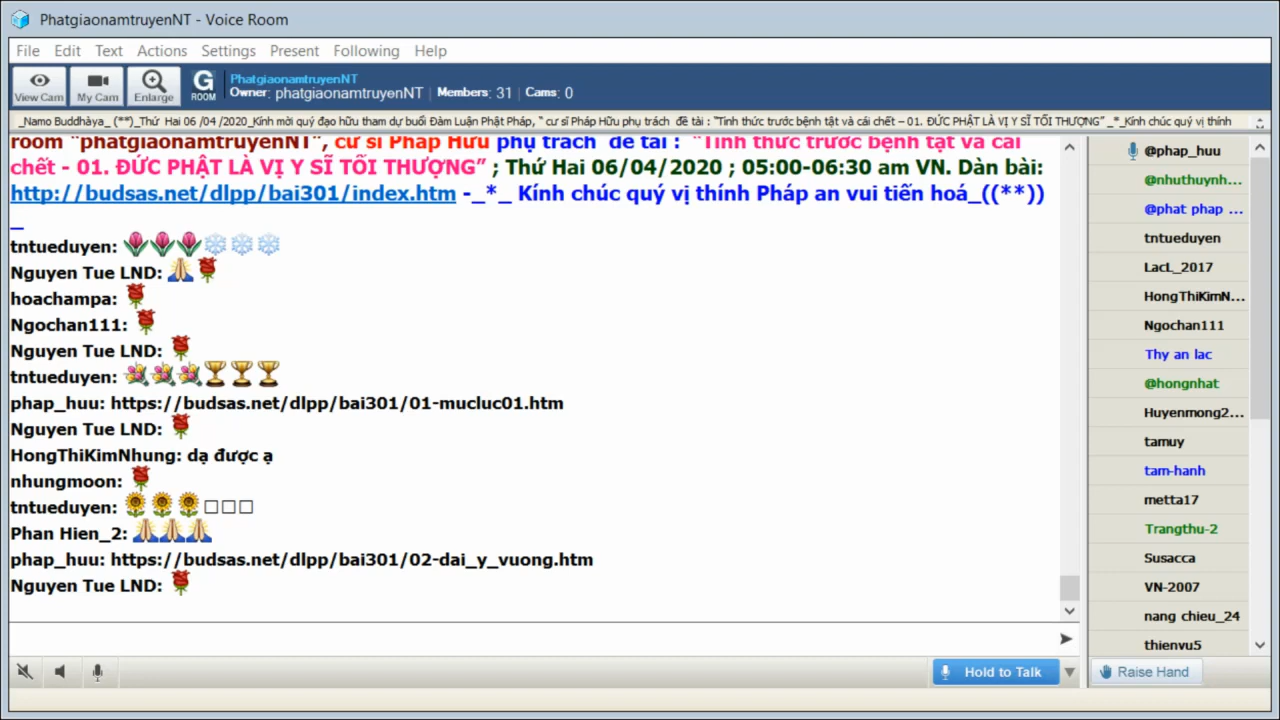 PhatgiaonamtruyenNT - Voice Room
File Edit Text Actions Settings Present Following Help
View Cam My Cam Enlarge G ROOM
PhatgiaonamtruyenNT
Owner: phatgiaonamtruyenNT | Members: 31 | Cams: 0
_Namo Buddhàya_ (**)_Thứ Hai 06 /04 /2020_Kính mời quý đạo hữu tham dự buổi Đàm Luận Phật Pháp, " cư sĩ Pháp Hữu phụ trách đề tài : "Tỉnh thức trước bệnh tật và cái chết – 01. ĐỨC PHẬT LÀ VỊ Y SĨ TỐI THƯỢNG" _*_Kính chúc quý vị thính
room "phatgiaonamtruyenNT", cư sĩ Pháp Hữu phụ trách đề tài : "Tỉnh thức trước bệnh tật và cái
chết - 01. ĐỨC PHẬT LÀ VỊ Y SĨ TỐI THƯỢNG" ; Thứ Hai 06/04/2020 ; 05:00-06:30 am VN. Dàn bài:
http://budsas.net/dlpp/bai301/index.htm -_*_ Kính chúc quý vị thính Pháp an vui tiến hoá_((**))
_
tntueduyen:
Nguyen Tue LND:
hoachampa:
Ngochan111:
Nguyen Tue LND:
tntueduyen:
phap_huu: https://budsas.net/dlpp/bai301/01-mucluc01.htm
Nguyen Tue LND:
HongThiKimNhung: dạ được ạ
nhungmoon:
tntueduyen:
Phan Hien_2:
phap_huu: https://budsas.net/dlpp/bai301/02-dai_y_vuong.htm
Nguyen Tue LND:
@phap_huu
@nhuthuynh...
@phat phap ...
tntueduyen
LacL_2017
HongThiKimN...
Ngochan111
Thy an lac
@hongnhat
Huyenmong2...
tamuy
tam-hanh
metta17
Trangthu-2
Susacca
VN-2007
nang chieu_24
thienvu5
Hold to Talk
Raise Hand